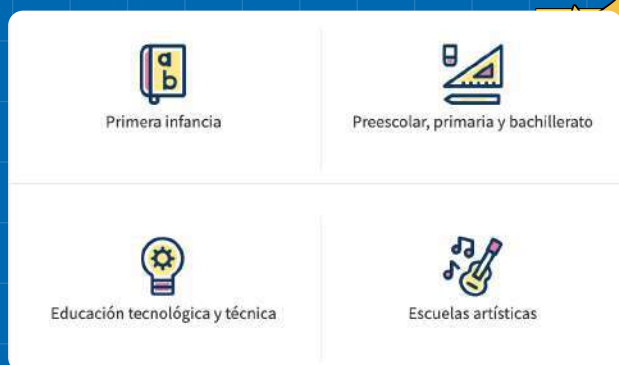 a
b
Primera infancia
Preescolar, primaria y bachillerato
Educación tecnológica y técnica
Escuelas artísticas